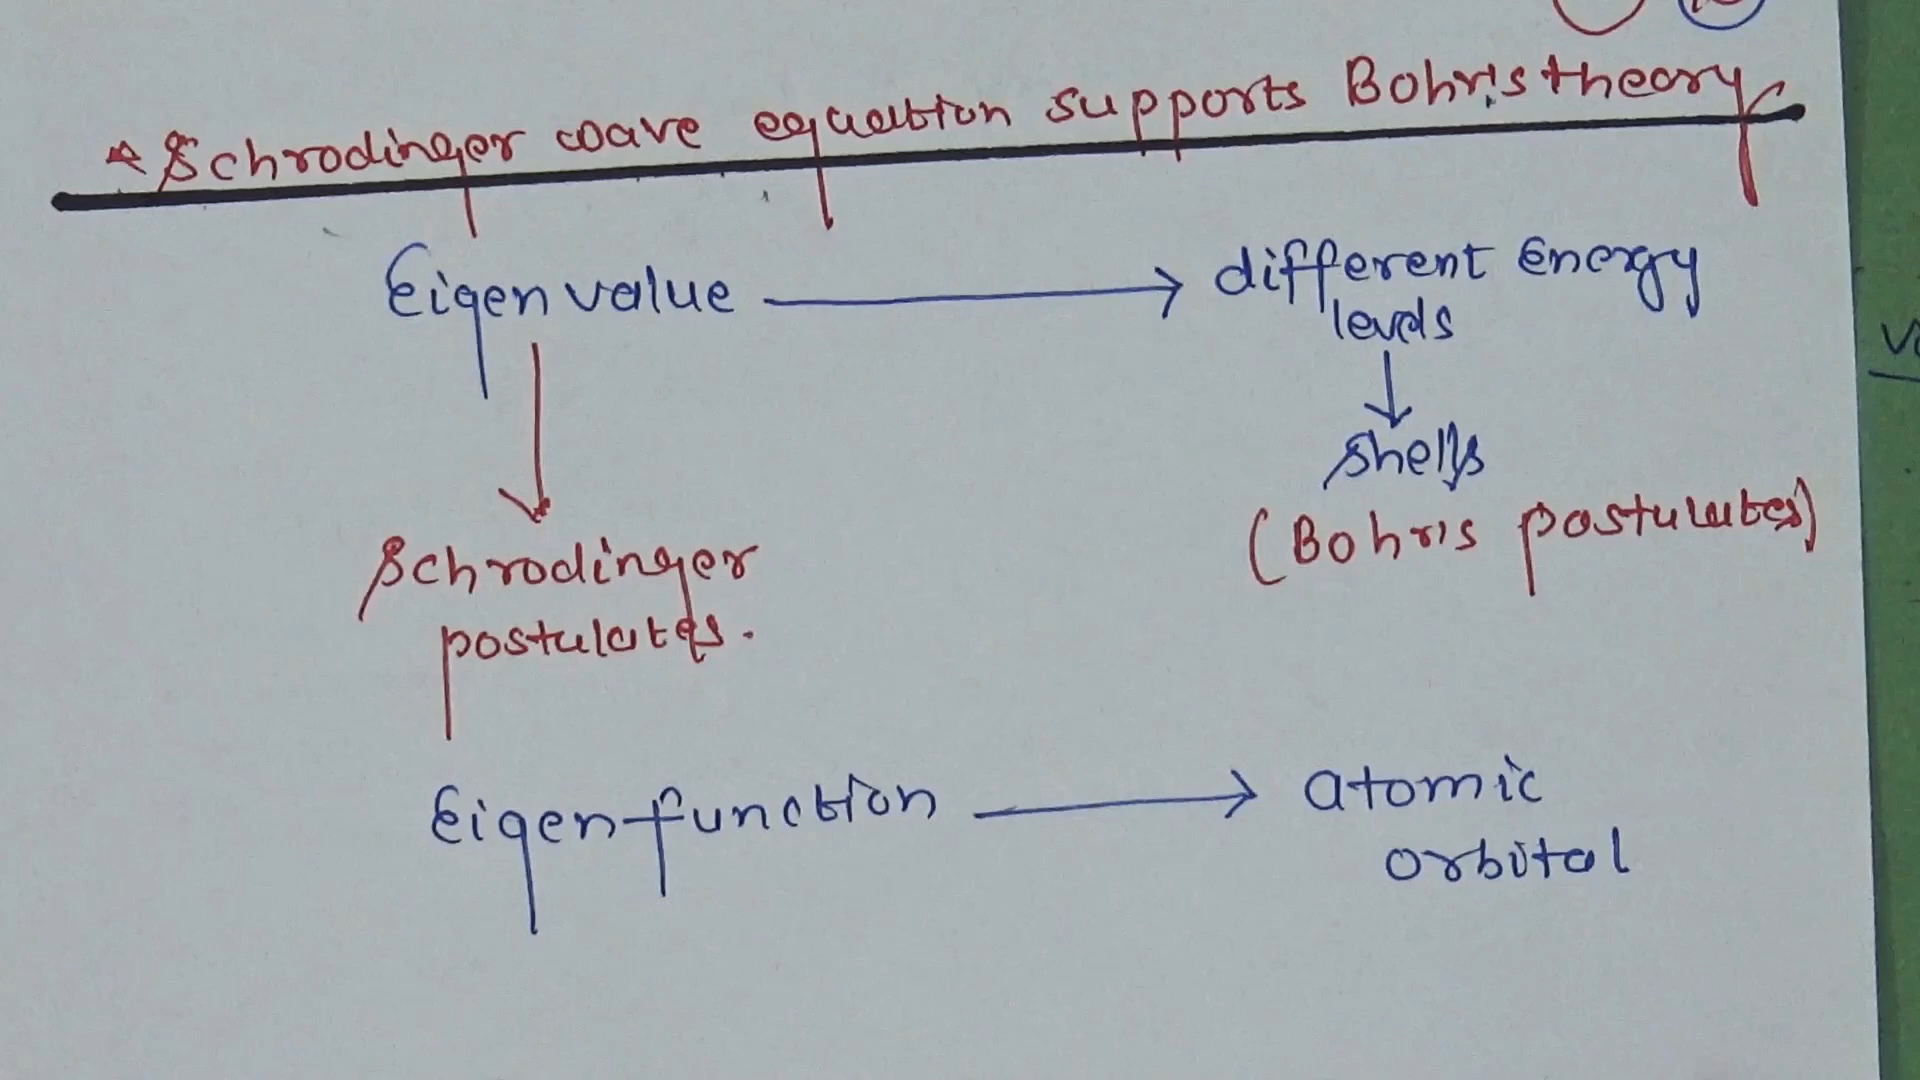 * Schrodinger wave equation supports Bohr's theory
Eigen value → different Energy
levels
↓
shells
(Bohr's postulates)
Schrodinger
postulates.
Eigen function → atomic
orbital